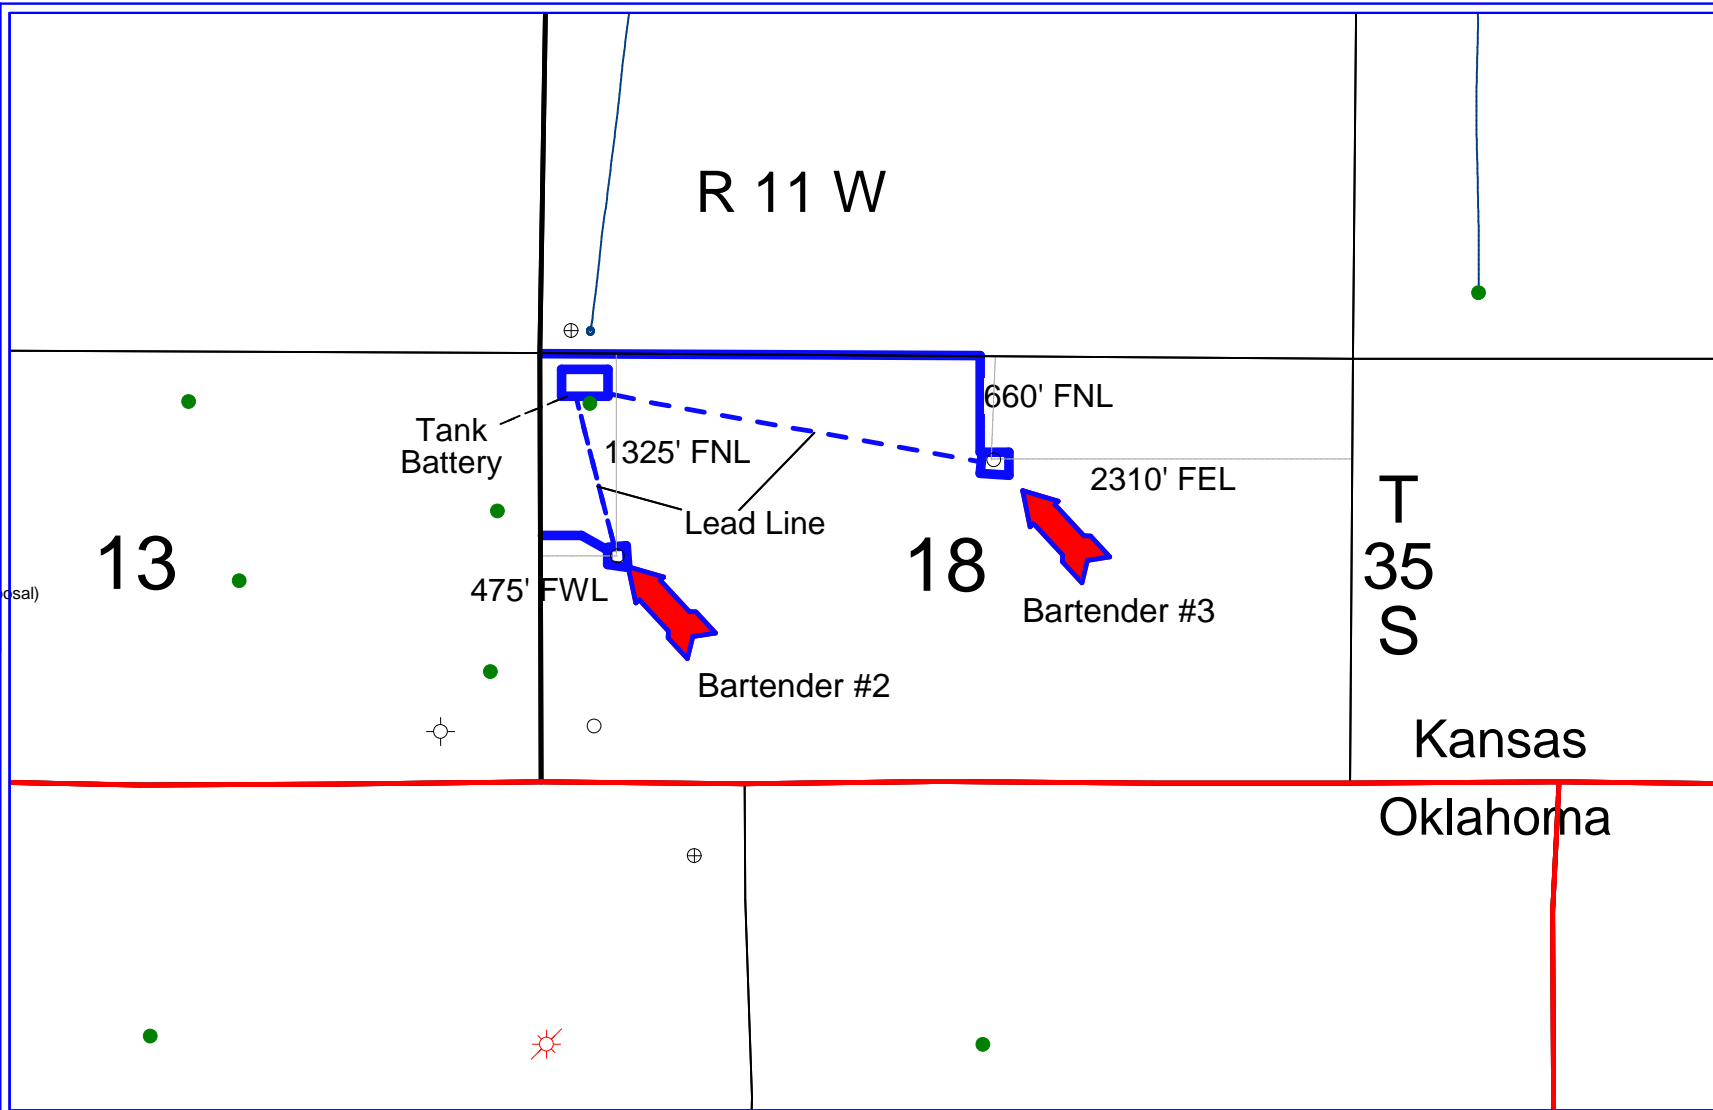 R 11 W
660' FNL
Tank
Battery
1325' FNL
2310' FEL
Lead Line
T
35
S
13
18
osal)
475' FWL
Bartender #3
Bartender #2
Kansas
Oklahoma